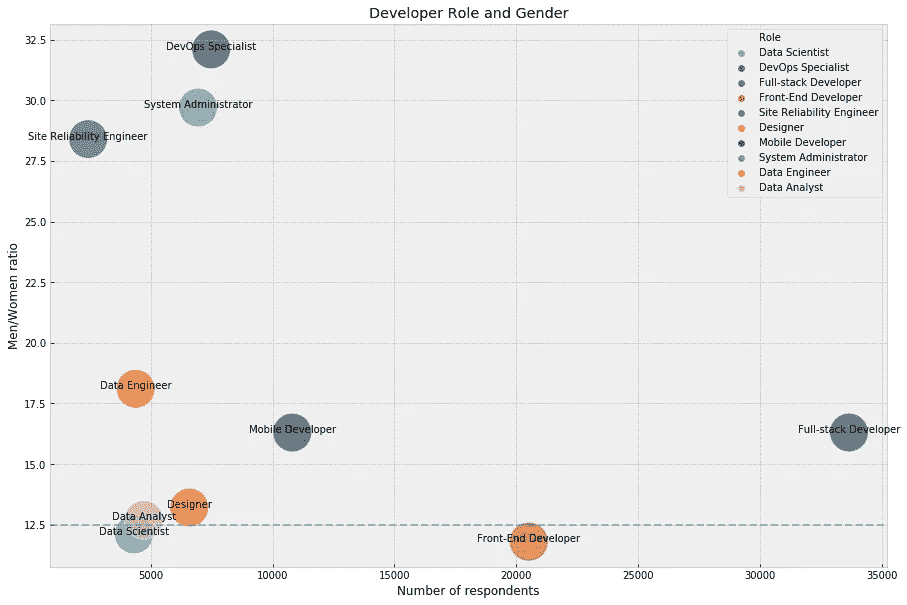 Developer Role and Gender
Men/Women ratio
32.5
30.0
27.5
25.0
22.5
20.0
17.5
15.0
12.5
DevOps Specialist
System Administrator
Site Reliability Engineer
Data Engineer
Mobile Developer
Full-stack Developer
Designer
Data Analyst
Data Scientist
Front-End Developer
Role
Data Scientist
DevOps Specialist
Full-stack Developer
Front-End Developer
Site Reliability Engineer
Designer
Mobile Developer
System Administrator
Data Engineer
Data Analyst
5000
10000
15000
20000
25000
30000
35000
Number of respondents